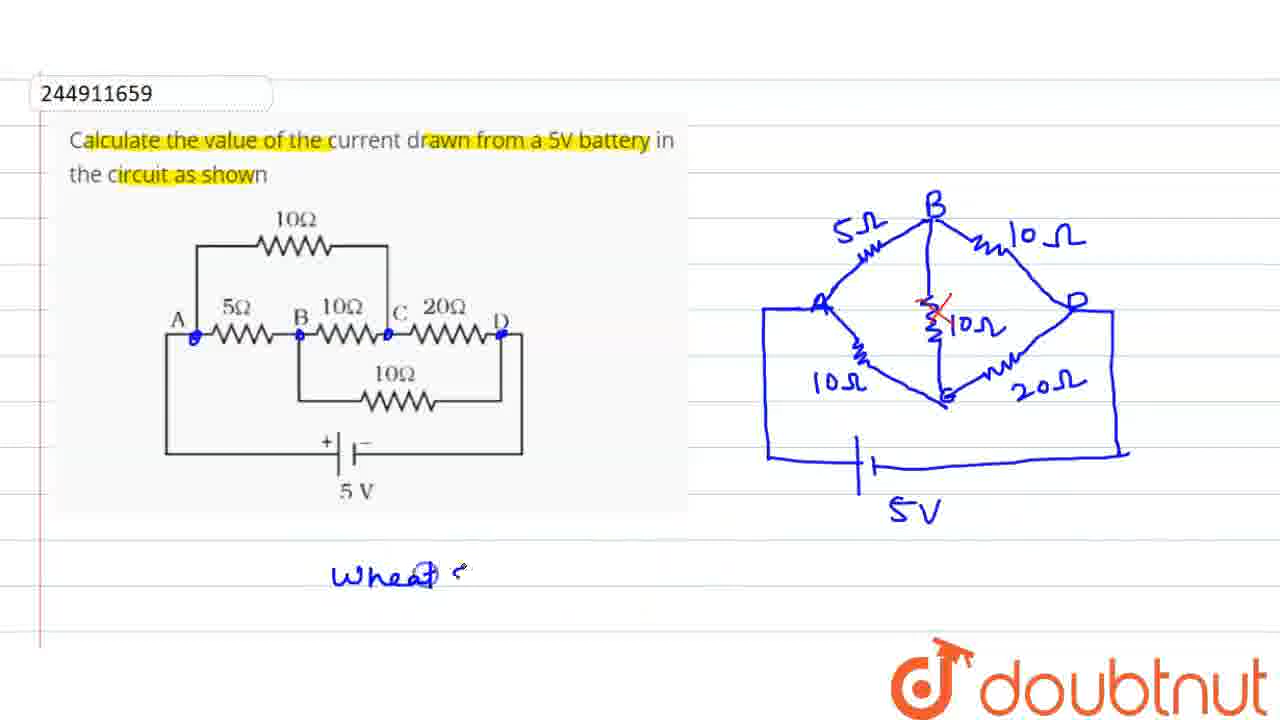 244911659
Calculate the value of the current drawn from a 5V battery in
the circuit as shown
10Ω
A 5Ω B 10Ω C 20Ω D
10Ω
+ −
5 V
B
5Ω 10Ω
A D
10Ω
10Ω 20Ω
C
5V
Wheat s
doubtnut